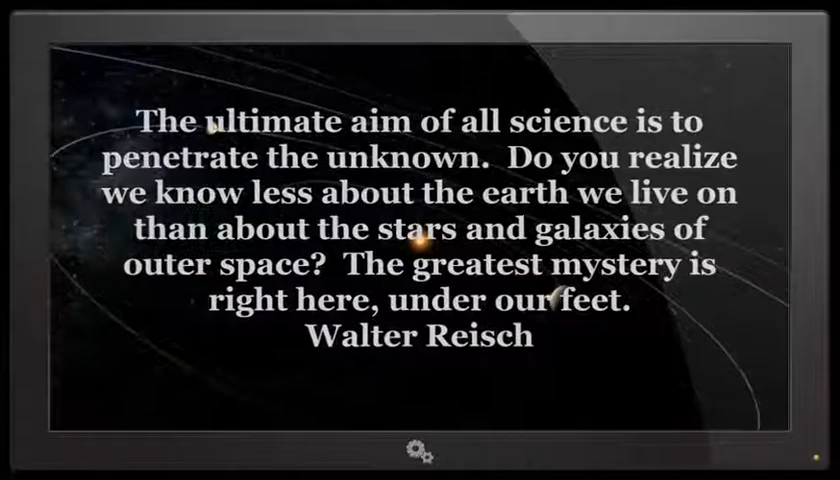 The ultimate aim of all science is to
penetrate the unknown.  Do you realize
we know less about the earth we live on
than about the stars and galaxies of
outer space?  The greatest mystery is
right here, under our feet.
Walter Reisch